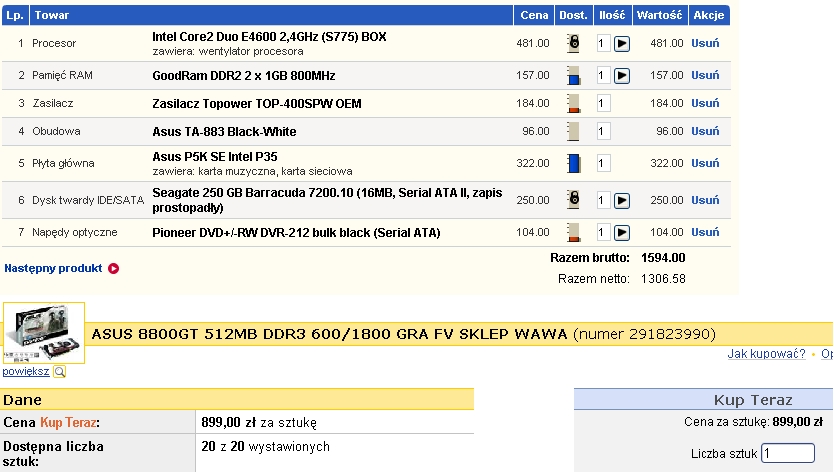 Lp. Towar Cena Dost. Ilość Wartość Akcje
1 Procesor Intel Core2 Duo E4600 2,4GHz (S775) BOX 481.00 1 481.00 Usuń
zawiera: wentylator procesora
2 Pamięć RAM GoodRam DDR2 2 x 1GB 800MHz 157.00 1 157.00 Usuń
3 Zasilacz Zasilacz Topower TOP-400SPW OEM 184.00 1 184.00 Usuń
4 Obudowa Asus TA-883 Black-White 96.00 1 96.00 Usuń
5 Płyta główna Asus P5K SE Intel P35 322.00 1 322.00 Usuń
zawiera: karta muzyczna, karta sieciowa
6 Dysk twardy IDE/SATA Seagate 250 GB Barracuda 7200.10 (16MB, Serial ATA II, zapis 250.00 1 250.00 Usuń
prostopadły)
7 Napędy optyczne Pioneer DVD+/-RW DVR-212 bulk black (Serial ATA) 104.00 1 104.00 Usuń
Razem brutto: 1594.00
Następny produkt
Razem netto: 1306.58
ASUS 8800GT 512MB DDR3 600/1800 GRA FV SKLEP WAWA (numer 291823990)
Jak kupować? • Op
powiększ
Dane Kup Teraz
Cena Kup Teraz: 899,00 zł za sztukę Cena za sztukę: 899,00 zł
Dostępna liczba 20 z 20 wystawionych
sztuk: Liczba sztuk 1